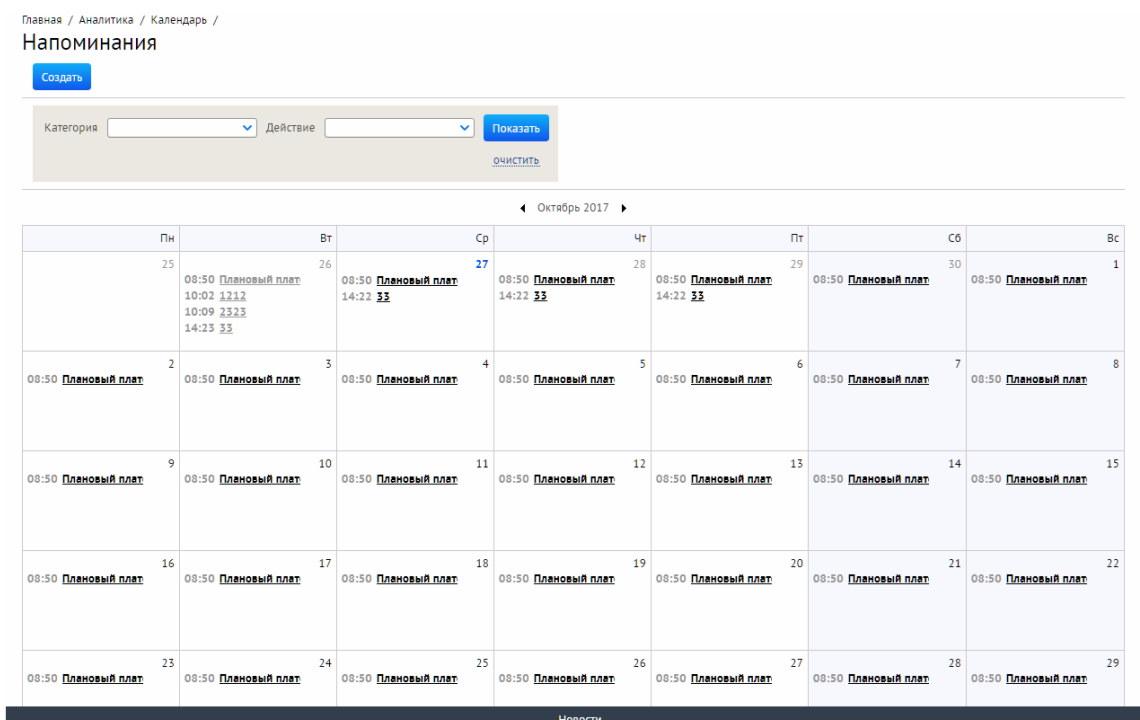 Главная / Аналитика / Календарь /
Напоминания
Создать
Категория Действие Показать
очистить
Октябрь 2017
Пн Вт Ср Чт Пт Сб Вс
25 26 27 28 29 30 1
08:50 Плановый плат 08:50 Плановый плат 08:50 Плановый плат 08:50 Плановый плат 08:50 Плановый плат 08:50 Плановый плат
10:02 1212 14:22 33 14:22 33 14:22 33
10:09 2323
14:23 33
2 3 4 5 6 7 8
08:50 Плановый плат 08:50 Плановый плат 08:50 Плановый плат 08:50 Плановый плат 08:50 Плановый плат 08:50 Плановый плат 08:50 Плановый плат
9 10 11 12 13 14 15
08:50 Плановый плат 08:50 Плановый плат 08:50 Плановый плат 08:50 Плановый плат 08:50 Плановый плат 08:50 Плановый плат 08:50 Плановый плат
16 17 18 19 20 21 22
08:50 Плановый плат 08:50 Плановый плат 08:50 Плановый плат 08:50 Плановый плат 08:50 Плановый плат 08:50 Плановый плат 08:50 Плановый плат
23 24 25 26 27 28 29
08:50 Плановый плат 08:50 Плановый плат 08:50 Плановый плат 08:50 Плановый плат 08:50 Плановый плат 08:50 Плановый плат 08:50 Плановый плат
Новости